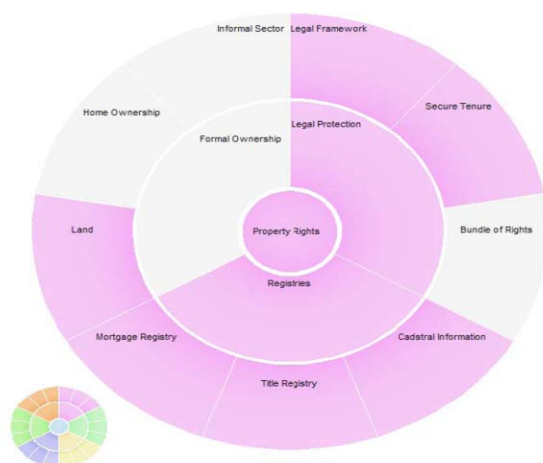 Informal Sector
Legal Framework
Home Ownership
Secure Tenure
Formal Ownership
Legal Protection
Land
Property Rights
Bundle of Rights
Registries
Mortgage Registry
Cadstral Information
Title Registry